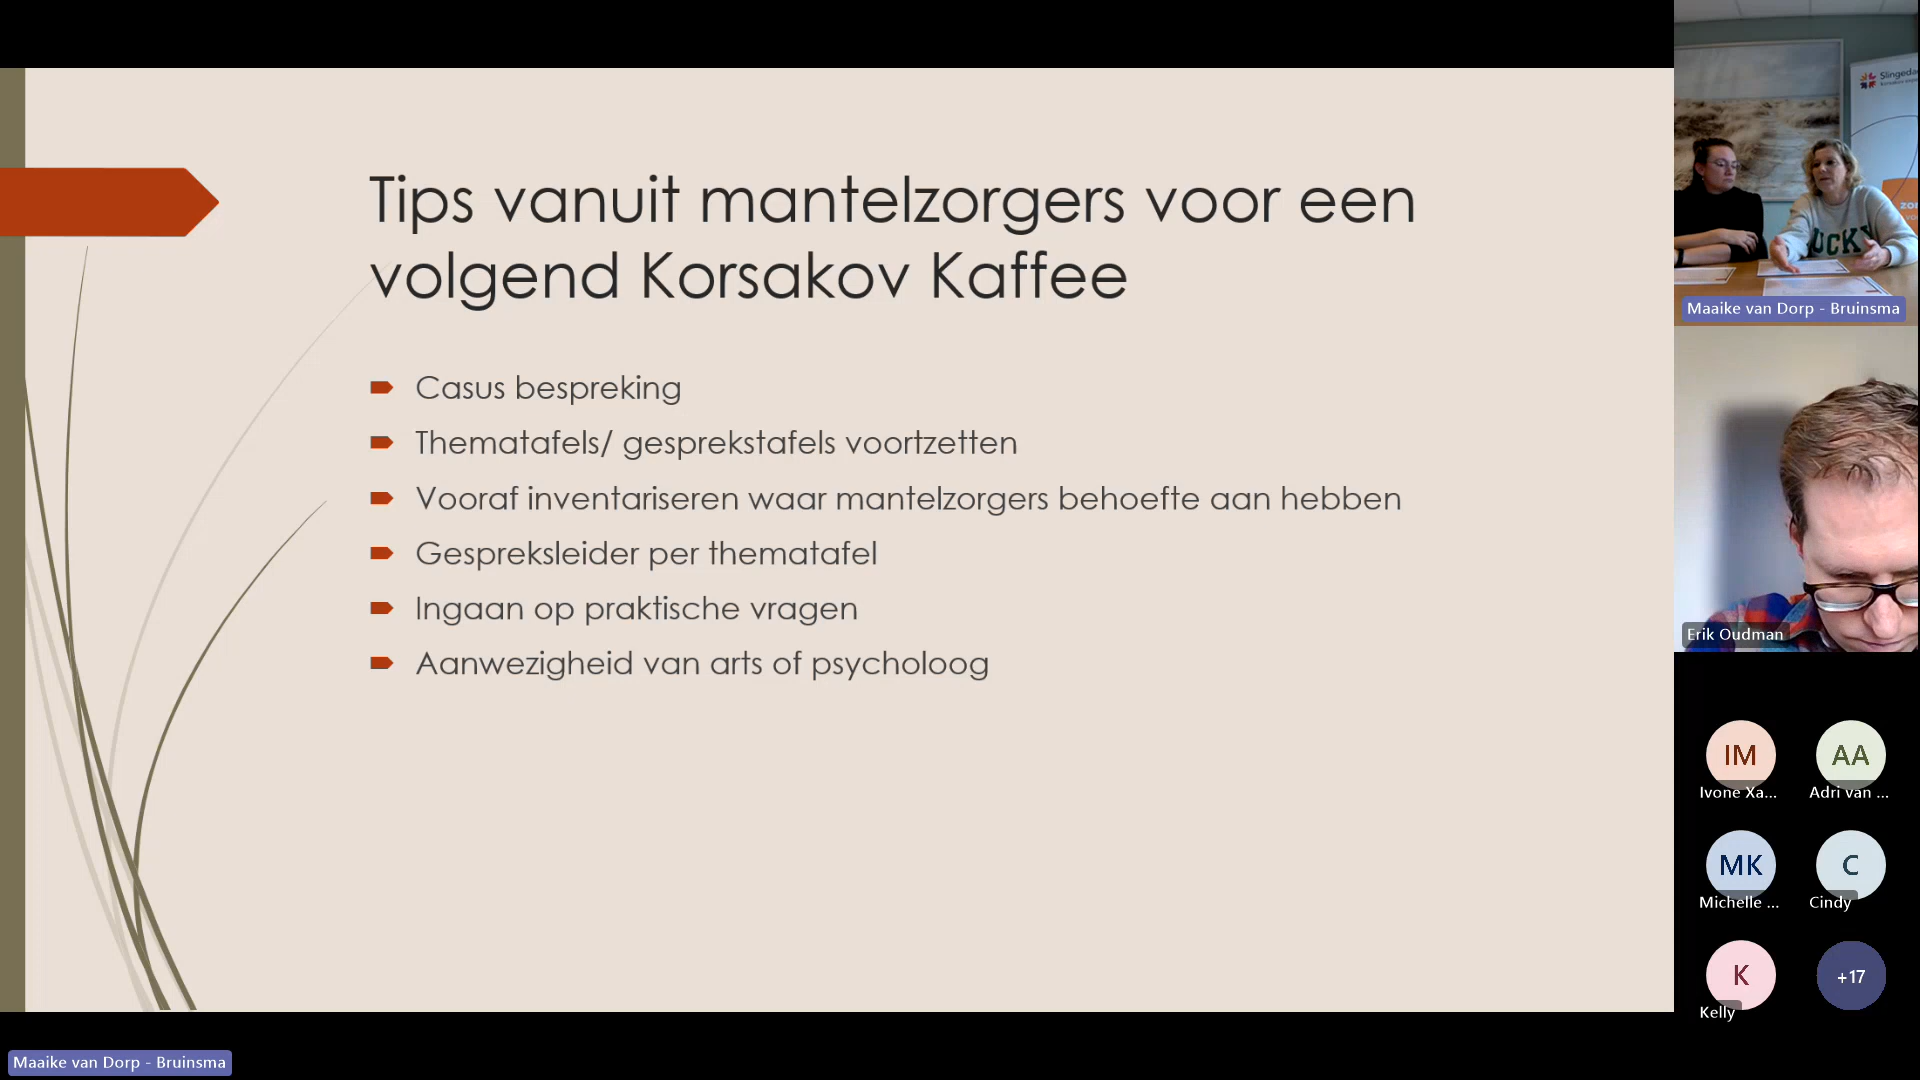 Tips vanuit mantelzorgers voor een
volgend Korsakov Kaffee
Casus bespreking
Thematafels/ gesprekstafels voortzetten
Vooraf inventariseren waar mantelzorgers behoefte aan hebben
Gespreksleider per thematafel
Ingaan op praktische vragen
Aanwezigheid van arts of psycholoog
Maaike van Dorp - Bruinsma
Slingeda
UCKY
Maaike van Dorp - Bruinsma
Erik Oudman
IM
Ivone Xa...
AA
Adri van ...
MK
Michelle ...
C
Cindy
K
Kelly
+17